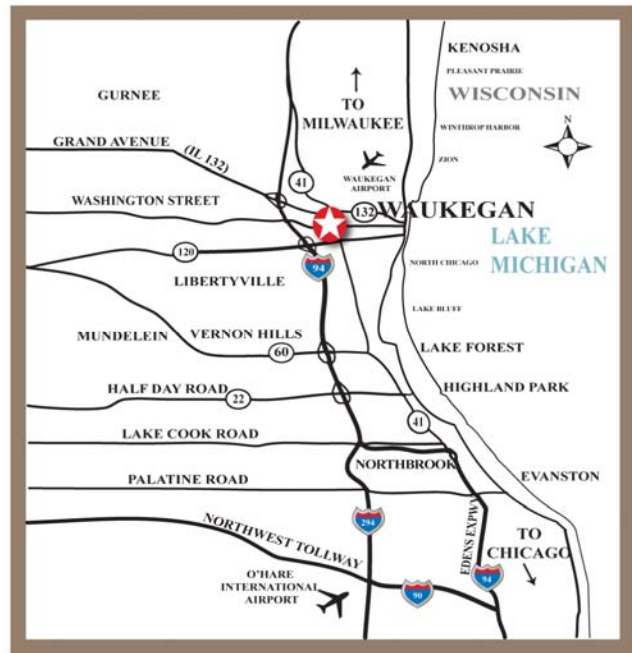 KENOSHA
PLEASANT PRAIRIE
WISCONSIN
GURNEE
TO
MILWAUKEE
WINTHROP HARBOR
N
GRAND AVENUE
(IL 132)
ZION
WAUKEGAN
AIRPORT
41
WASHINGTON STREET
132
WAUKEGAN
LAKE
MICHIGAN
120
NORTH CHICAGO
94
LIBERTYVILLE
LAKE BLUFF
MUNDELEIN
VERNON HILLS
60
LAKE FOREST
HALF DAY ROAD
22
HIGHLAND PARK
41
LAKE COOK ROAD
NORTHBROOK
EVANSTON
PALATINE ROAD
294
EDENS EXPWY
NORTHWEST TOLLWAY
TO
CHICAGO
O'HARE
INTERNATIONAL
AIRPORT
90
94